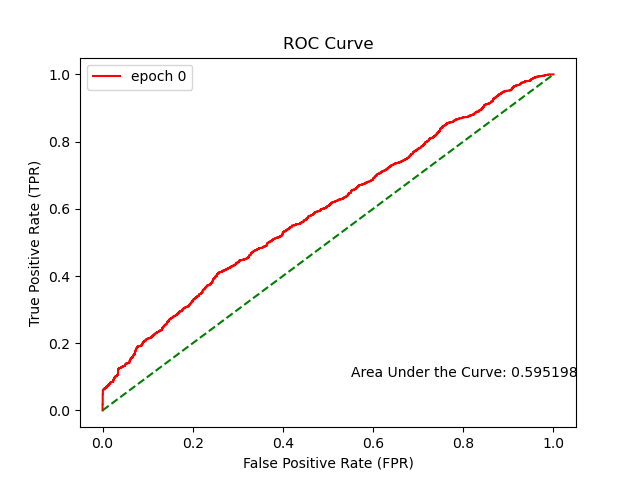 ROC Curve
epoch 0
1.0
0.8
0.6
0.4
0.2
0.0
True Positive Rate (TPR)
Area Under the Curve: 0.595198
0.0 0.2 0.4 0.6 0.8 1.0
False Positive Rate (FPR)